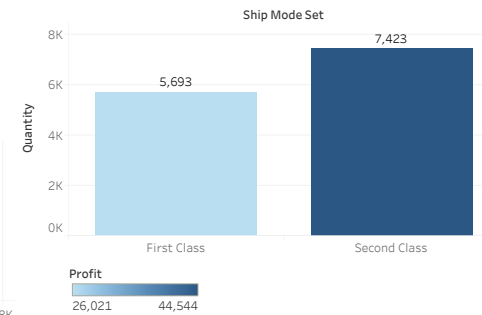 Ship Mode Set
8K
6K
4K
2K
0K
Quantity
5,693
7,423
First Class
Second Class
Profit
26,021
44,544
8K